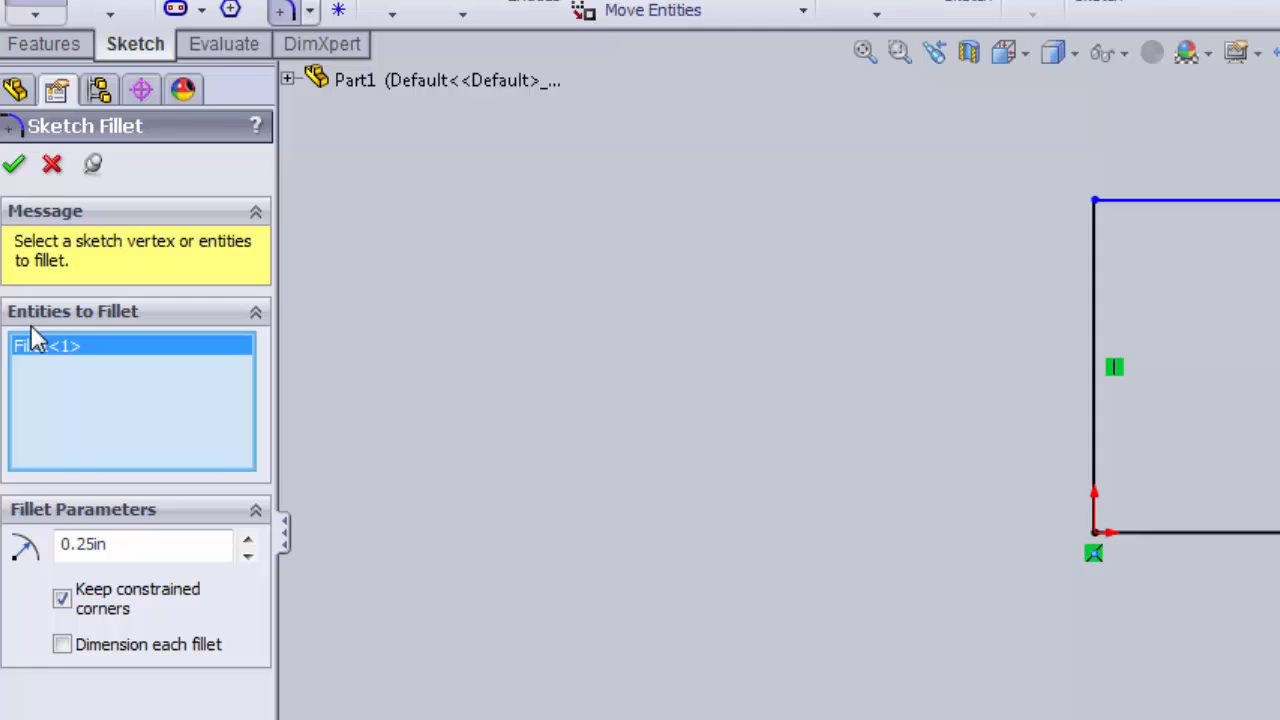 Move Entities
Features
Sketch
Evaluate
DimXpert
Part1 (Default<<Default>_...
Sketch Fillet
?
Message
Select a sketch vertex or entities
to fillet.
Entities to Fillet
<1>
Fillet Parameters
0.25in
Keep constrained
corners
Dimension each fillet